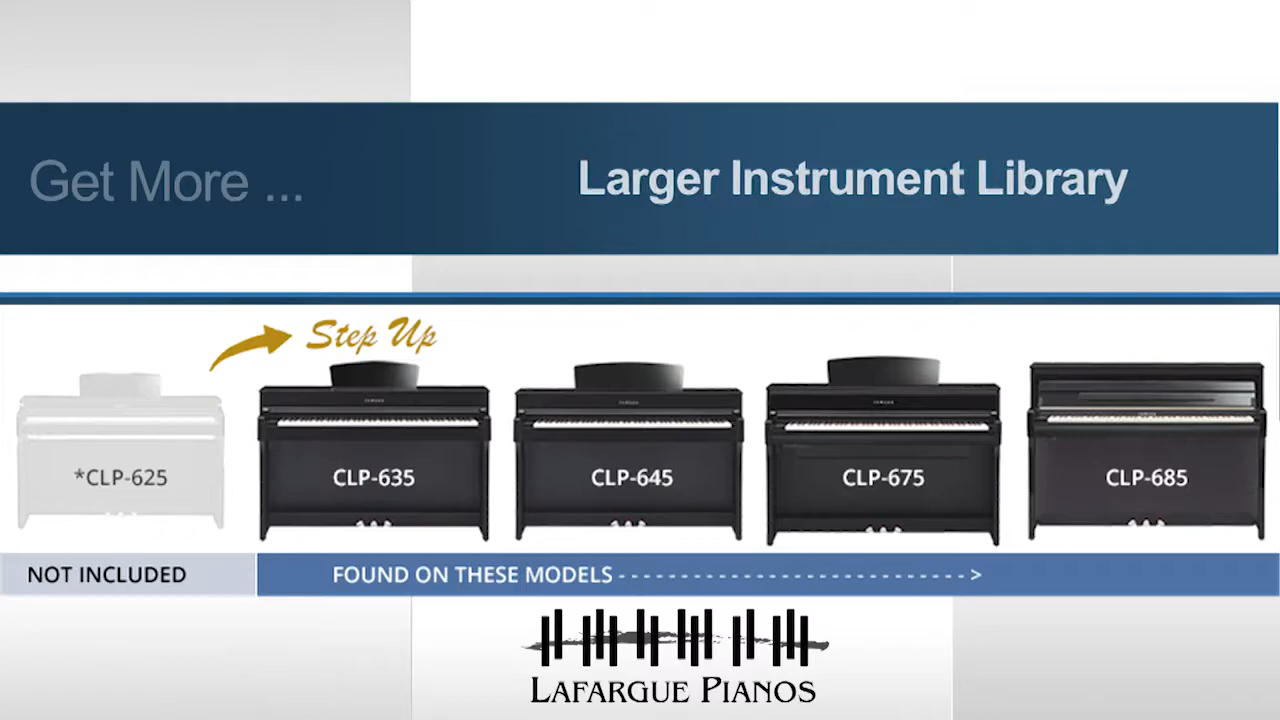 Get More ...
Larger Instrument Library
Step Up
*CLP-625
CLP-635
CLP-645
CLP-675
CLP-685
NOT INCLUDED
FOUND ON THESE MODELS - - - - - - - - - - - - - - - - - - - - - - - - - - - - >
LAFARGUE PIANOS